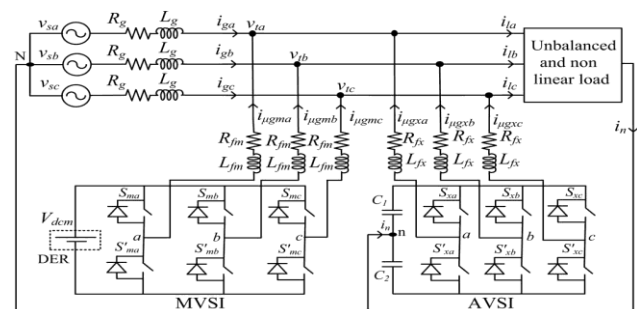 v_sa R_g L_g i_ga v_ta i_la
N v_sb R_g L_g i_gb v_tb i_lb
v_sc R_g L_g i_gc v_tc i_lc
Unbalanced
and non
linear load
i_μgma i_μgmb i_μgmc i_μgxa i_μgxb i_μgxc i_n
R_fm R_fm R_fm R_fx R_fx R_fx
L_fm L_fm L_fm L_fx L_fx L_fx
V_dcm S_ma S_mb S_mc C_1 S_xa S_xb S_xc
a b c i_n n a b c
DER S'_ma S'_mb S'_mc C_2 S'_xa S'_xb S'_xc
MVSI AVSI